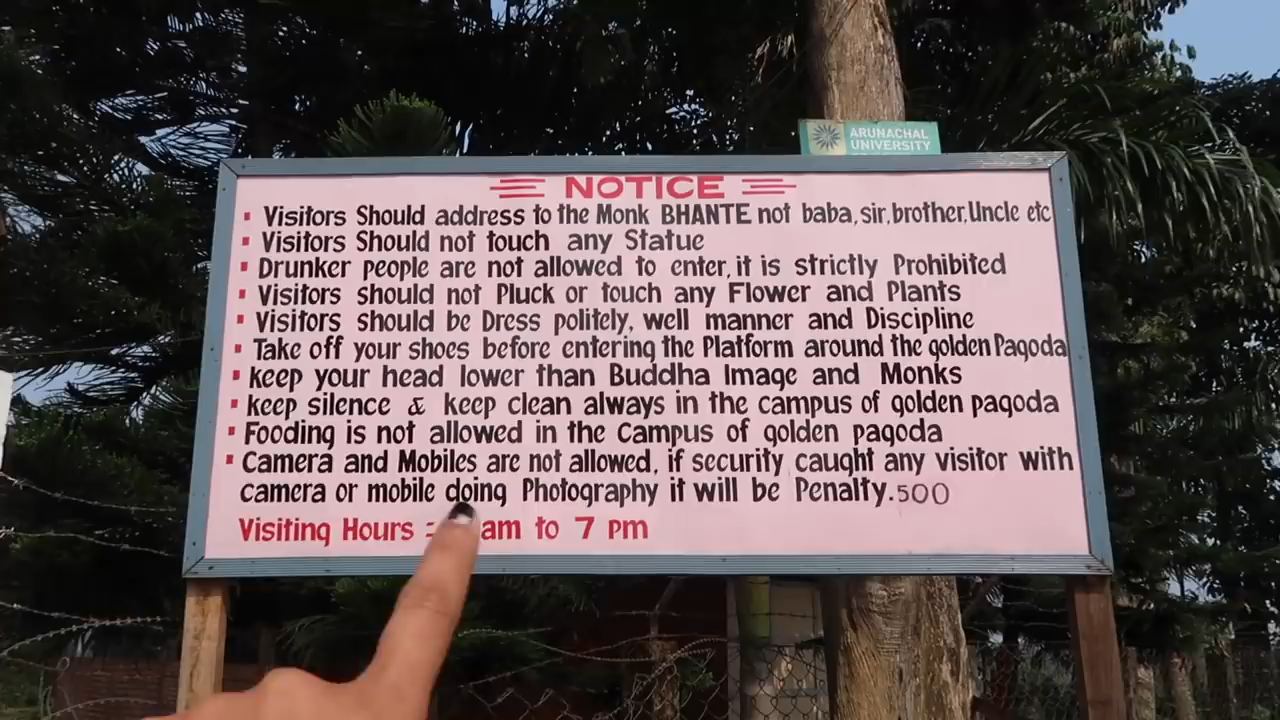 ARUNACHAL
UNIVERSITY
NOTICE
Visitors Should address to the Monk BHANTE not baba, sir, brother, Uncle etc
Visitors Should not touch any Statue
Drunker people are not allowed to enter, it is strictly Prohibited
Visitors should not Pluck or touch any Flower and Plants
Visitors should be Dress politely, well manner and Discipline
Take off your shoes before entering the Platform around the golden Pagoda
keep your head lower than Buddha Image and Monks
keep silence & keep clean always in the campus of golden pagoda
Fooding is not allowed in the Campus of golden pagoda
Camera and Mobiles are not allowed, if security caught any visitor with
camera or mobile doing Photography it will be Penalty.500
Visiting Hours am to 7 pm